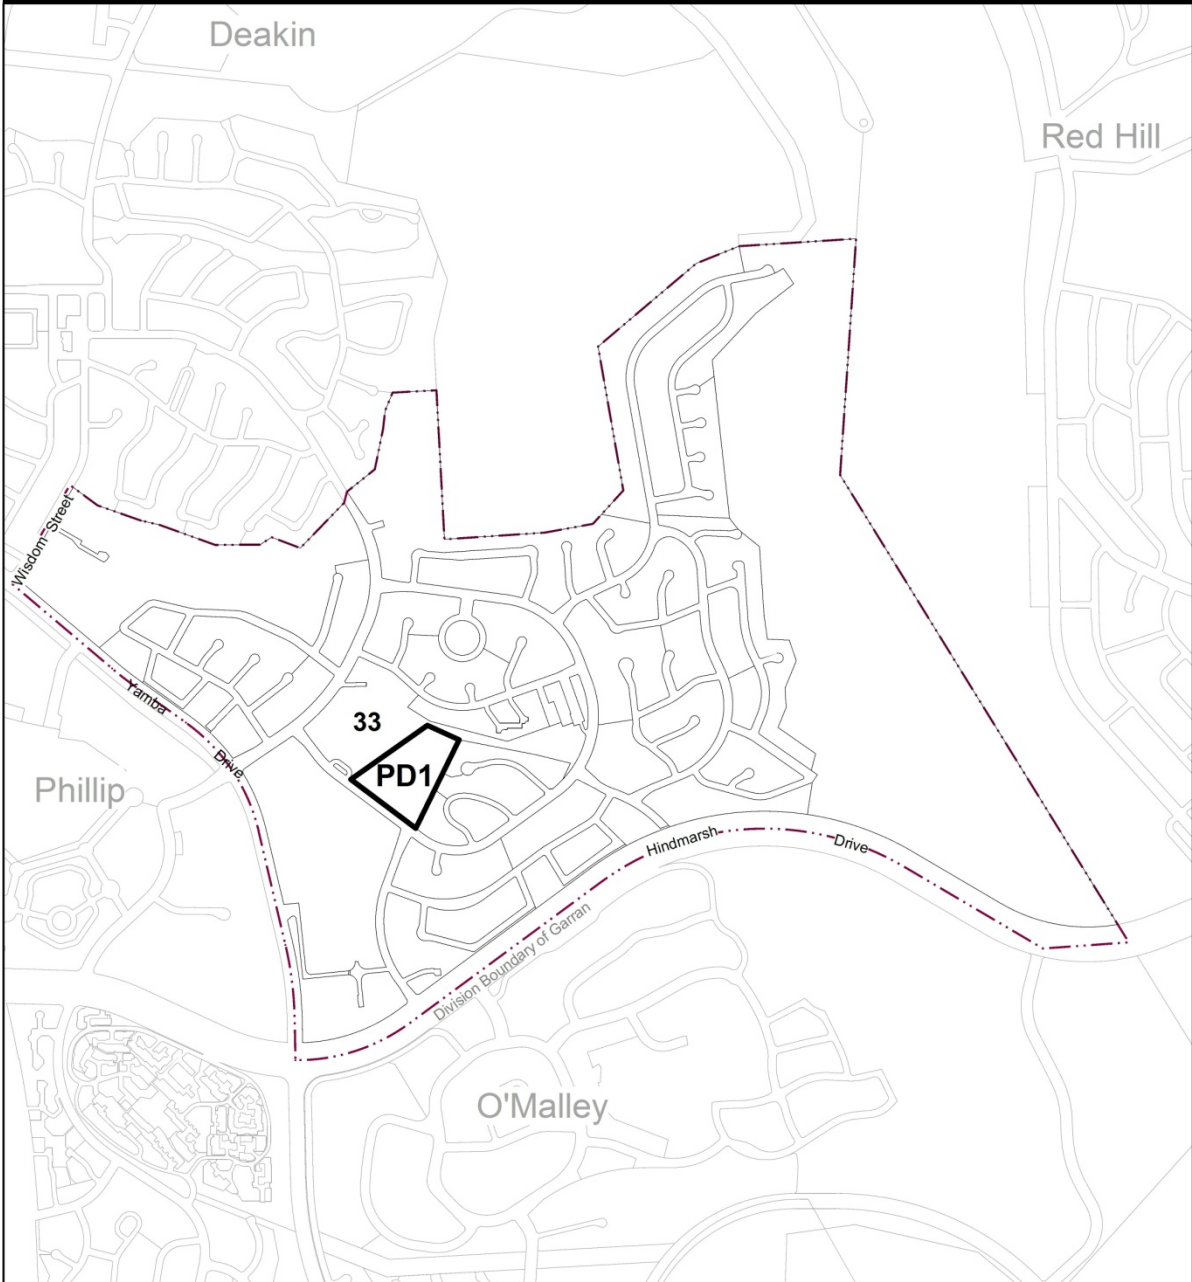 Deakin
Red Hill
Wisdom Street
Yamba
Drive
33
PD1
Phillip
Hindmarsh
Drive
Division Boundary of Garran
O'Malley